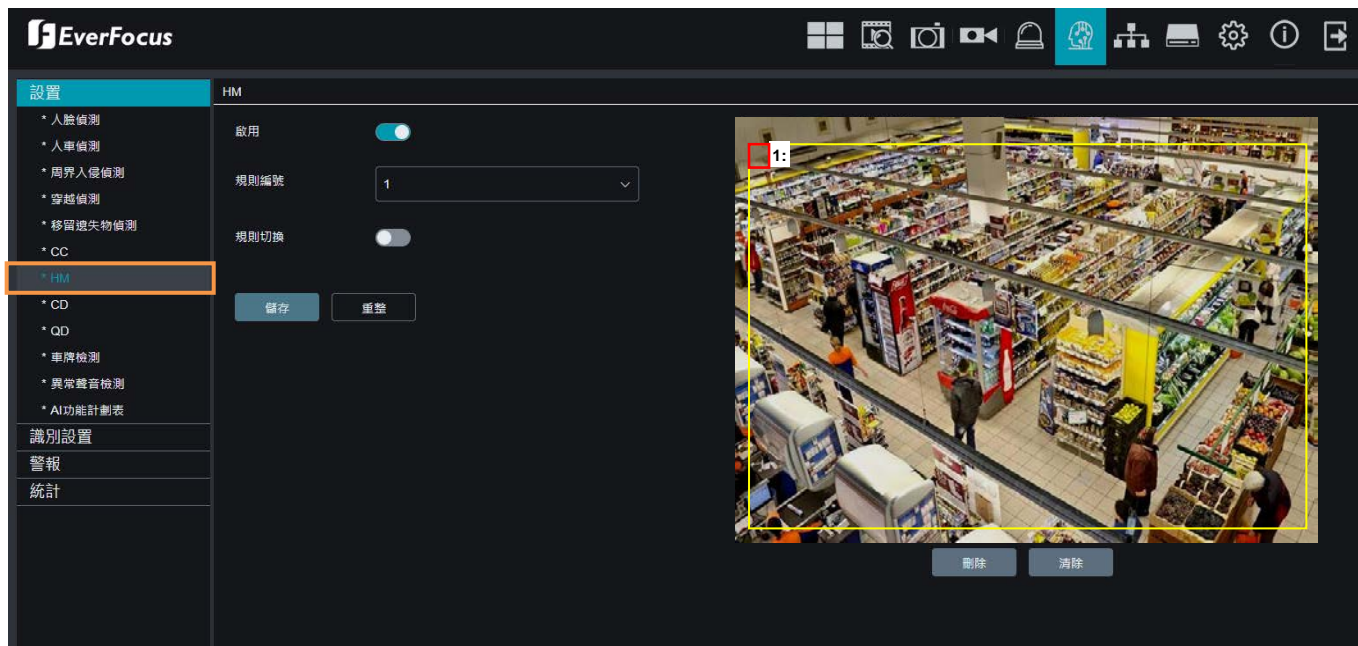 EverFocus
設置
* 人臉偵測
* 人車偵測
* 周界入侵偵測
* 穿越偵測
* 移留遺失物偵測
* CC
* HM
* CD
* QD
* 車牌檢測
* 異常聲音檢測
* AI功能計劃表
識別設置
警報
統計
HM
啟用
規則編號
1
規則切換
儲存
重整
1:
刪除
清除